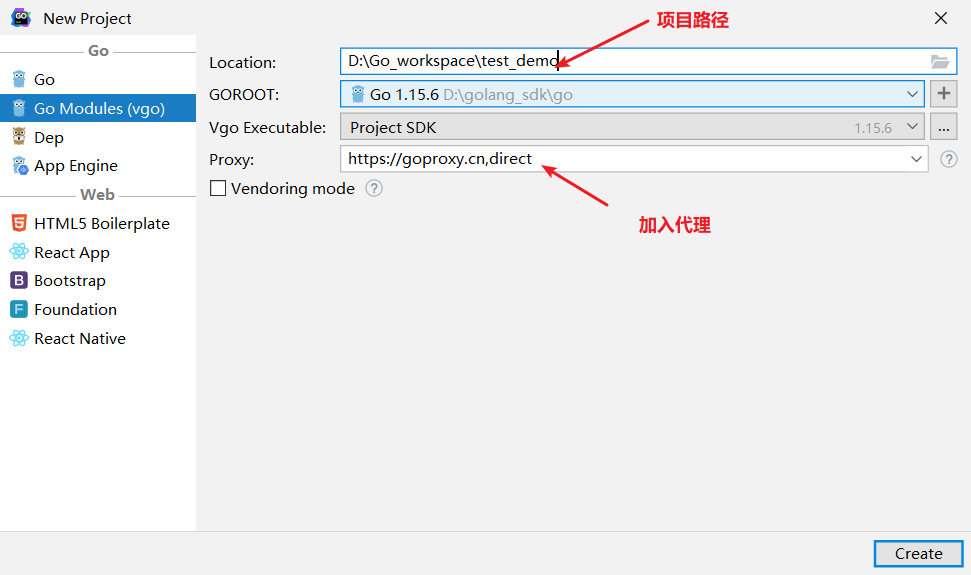 New Project
Go
Go
Go Modules (vgo)
Dep
App Engine
Web
HTML5 Boilerplate
React App
Bootstrap
Foundation
React Native
项目路径
Location: D:\Go_workspace\test_demo
GOROOT: Go 1.15.6 D:\golang_sdk\go
Vgo Executable: Project SDK 1.15.6 ...
Proxy: https://goproxy.cn,direct ?
Vendoring mode ?
加入代理
Create